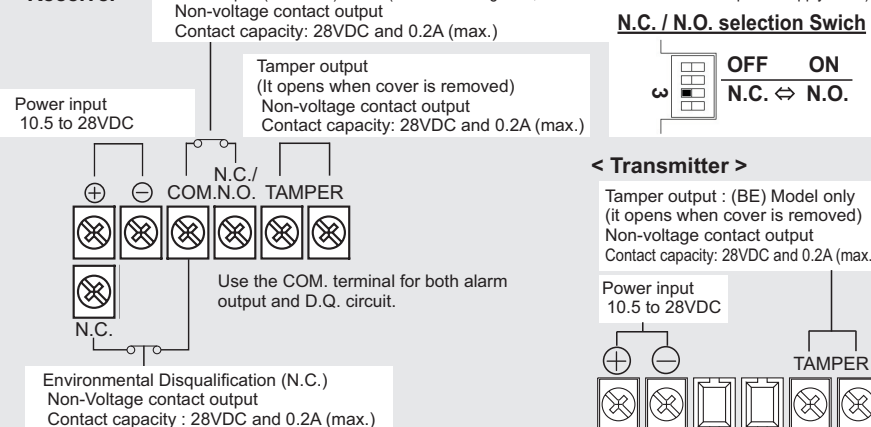 Non-voltage contact output
Contact capacity: 28VDC and 0.2A (max.)
Tamper output
(It opens when cover is removed)
Non-voltage contact output
Contact capacity: 28VDC and 0.2A (max.)
Power input
10.5 to 28VDC
N.C./
COM. N.O. TAMPER
N.C.
Use the COM. terminal for both alarm
output and D.Q. circuit.
Environmental Disqualification (N.C.)
Non-Voltage contact output
Contact capacity : 28VDC and 0.2A (max.)
N.C. / N.O. selection Swich
OFF ON
3
N.C. ⇔ N.O.
< Transmitter >
Tamper output : (BE) Model only
(it opens when cover is removed)
Non-voltage contact output
Contact capacity: 28VDC and 0.2A (max.
Power input
10.5 to 28VDC
TAMPER